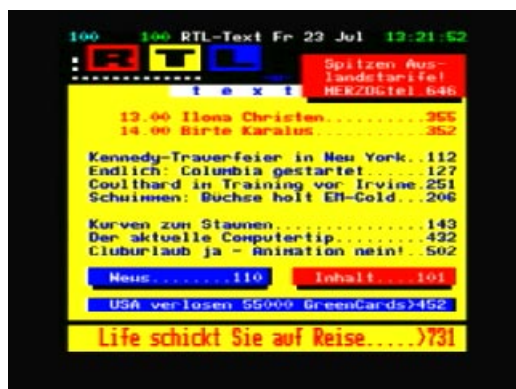 100 100 RTL-Text Fr 23 Jul 13:21:52
RTL
text
Spitzen Aus-
landstarife!
HERZOGtel 646
13.00 Ilona Christen...........355
14.00 Birte Karalus............352
Kennedy-Trauerfeier in New York..112
Endlich: Columbia gestartet......127
Coulthard in Training vor Irvine.251
Schwimmen: Büchse holt EM-Gold...206
Kurven zum Staunen...............143
Der aktuelle Computertip.........432
Cluburlaub ja - Animation nein!..502
News........110
Inhalt....101
USA verlosen 55000 GreenCards>452
Life schickt Sie auf Reise.....>731